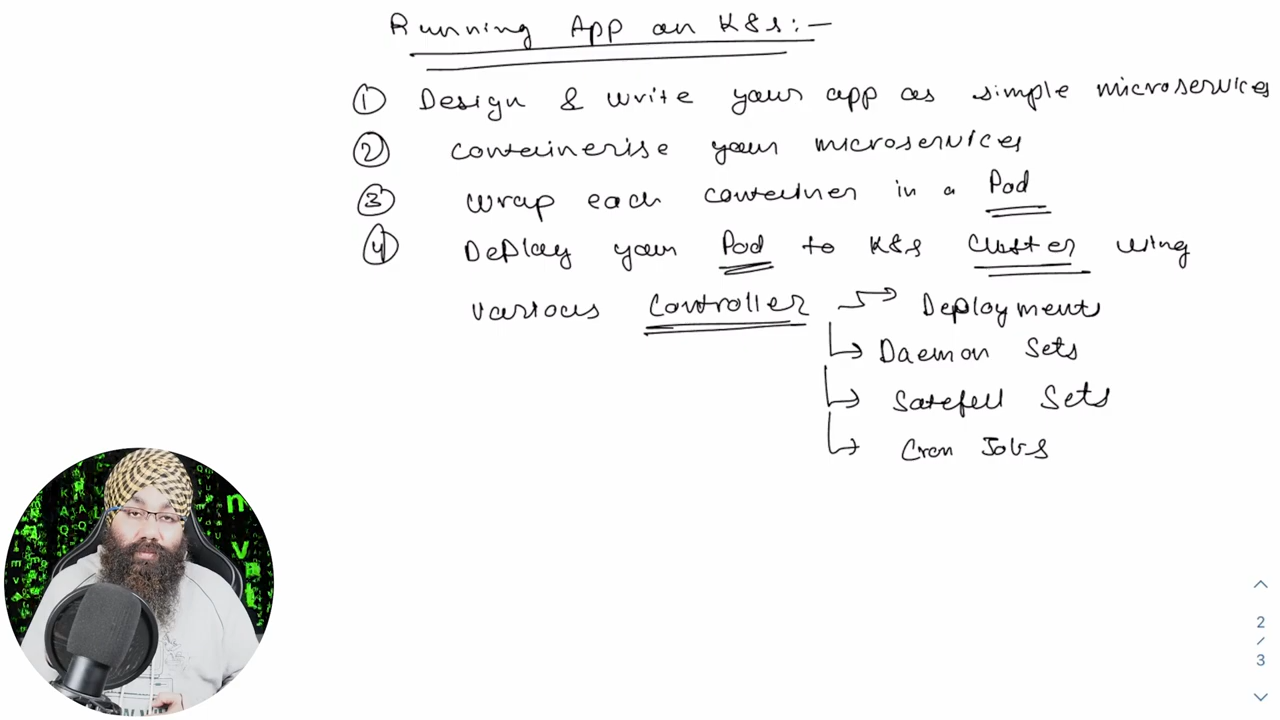 Running App on K8s:-
① Design & write your app as simple microservices
② Conteinerise your microservices
③ Wrap each container in a Pod
④ Deploy your Pod to K8s Cluster using
various Controller → Deployments
Daemon Sets
Satefull Sets
Cron Jobs
2
/
3